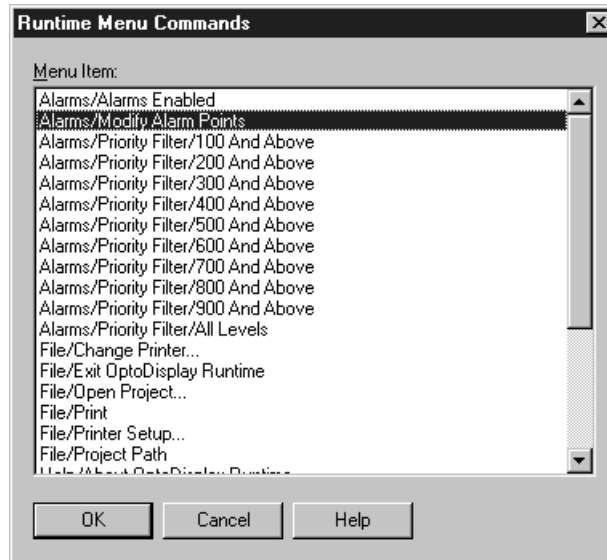 Runtime Menu Commands
Menu Item:
Alarms/Alarms Enabled
Alarms/Modify Alarm Points
Alarms/Priority Filter/100 And Above
Alarms/Priority Filter/200 And Above
Alarms/Priority Filter/300 And Above
Alarms/Priority Filter/400 And Above
Alarms/Priority Filter/500 And Above
Alarms/Priority Filter/600 And Above
Alarms/Priority Filter/700 And Above
Alarms/Priority Filter/800 And Above
Alarms/Priority Filter/900 And Above
Alarms/Priority Filter/All Levels
File/Change Printer...
File/Exit OptoDisplay Runtime
File/Open Project...
File/Print
File/Printer Setup...
File/Project Path
Help/About OptoDisplay Runtime
OK Cancel Help